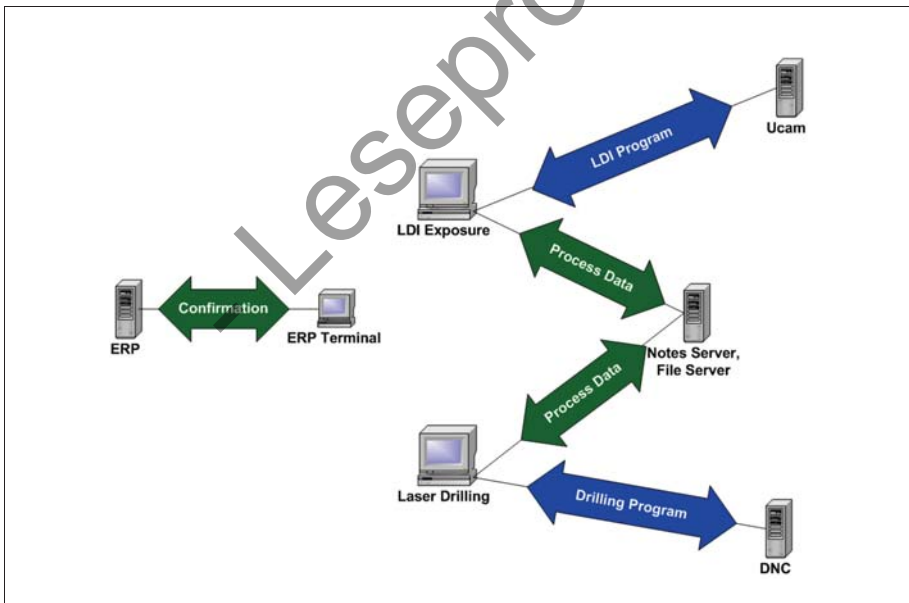 - Lesepro
Ucam
LDI Program
LDI Exposure
Process Data
Confirmation
ERP
ERP Terminal
Notes Server,
File Server
Process Data
Laser Drilling
Drilling Program
DNC